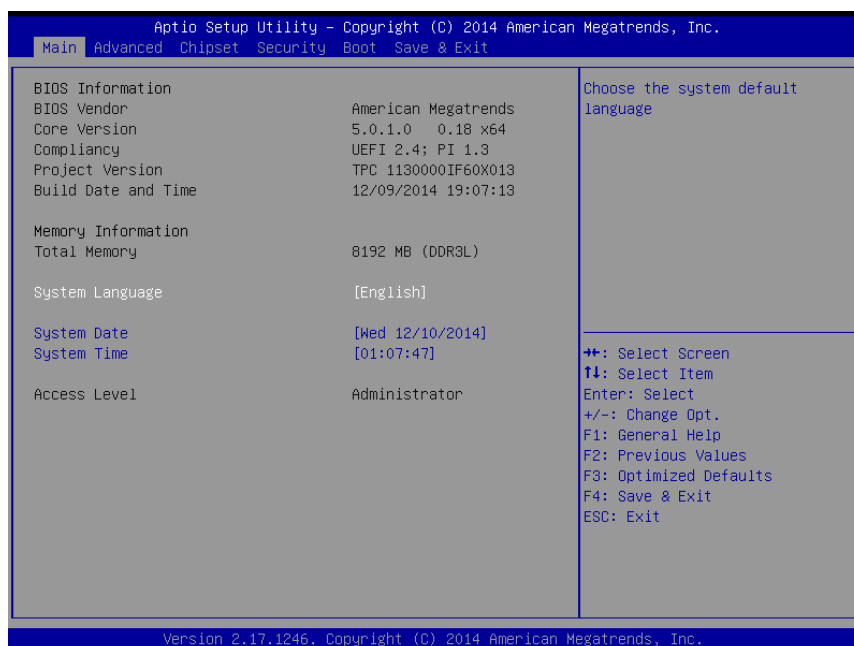 Aptio Setup Utility – Copyright (C) 2014 American Megatrends, Inc.
Main Advanced Chipset Security Boot Save & Exit
BIOS Information
BIOS Vendor American Megatrends
Core Version 5.0.1.0 0.18 x64
Compliancy UEFI 2.4; PI 1.3
Project Version TPC 1130000IF60X013
Build Date and Time 12/09/2014 19:07:13
Memory Information
Total Memory 8192 MB (DDR3L)
System Language [English]
System Date [Wed 12/10/2014]
System Time [01:07:47]
Access Level Administrator
Choose the system default
language
→←: Select Screen
↑↓: Select Item
Enter: Select
+/-: Change Opt.
F1: General Help
F2: Previous Values
F3: Optimized Defaults
F4: Save & Exit
ESC: Exit
Version 2.17.1246. Copyright (C) 2014 American Megatrends, Inc.